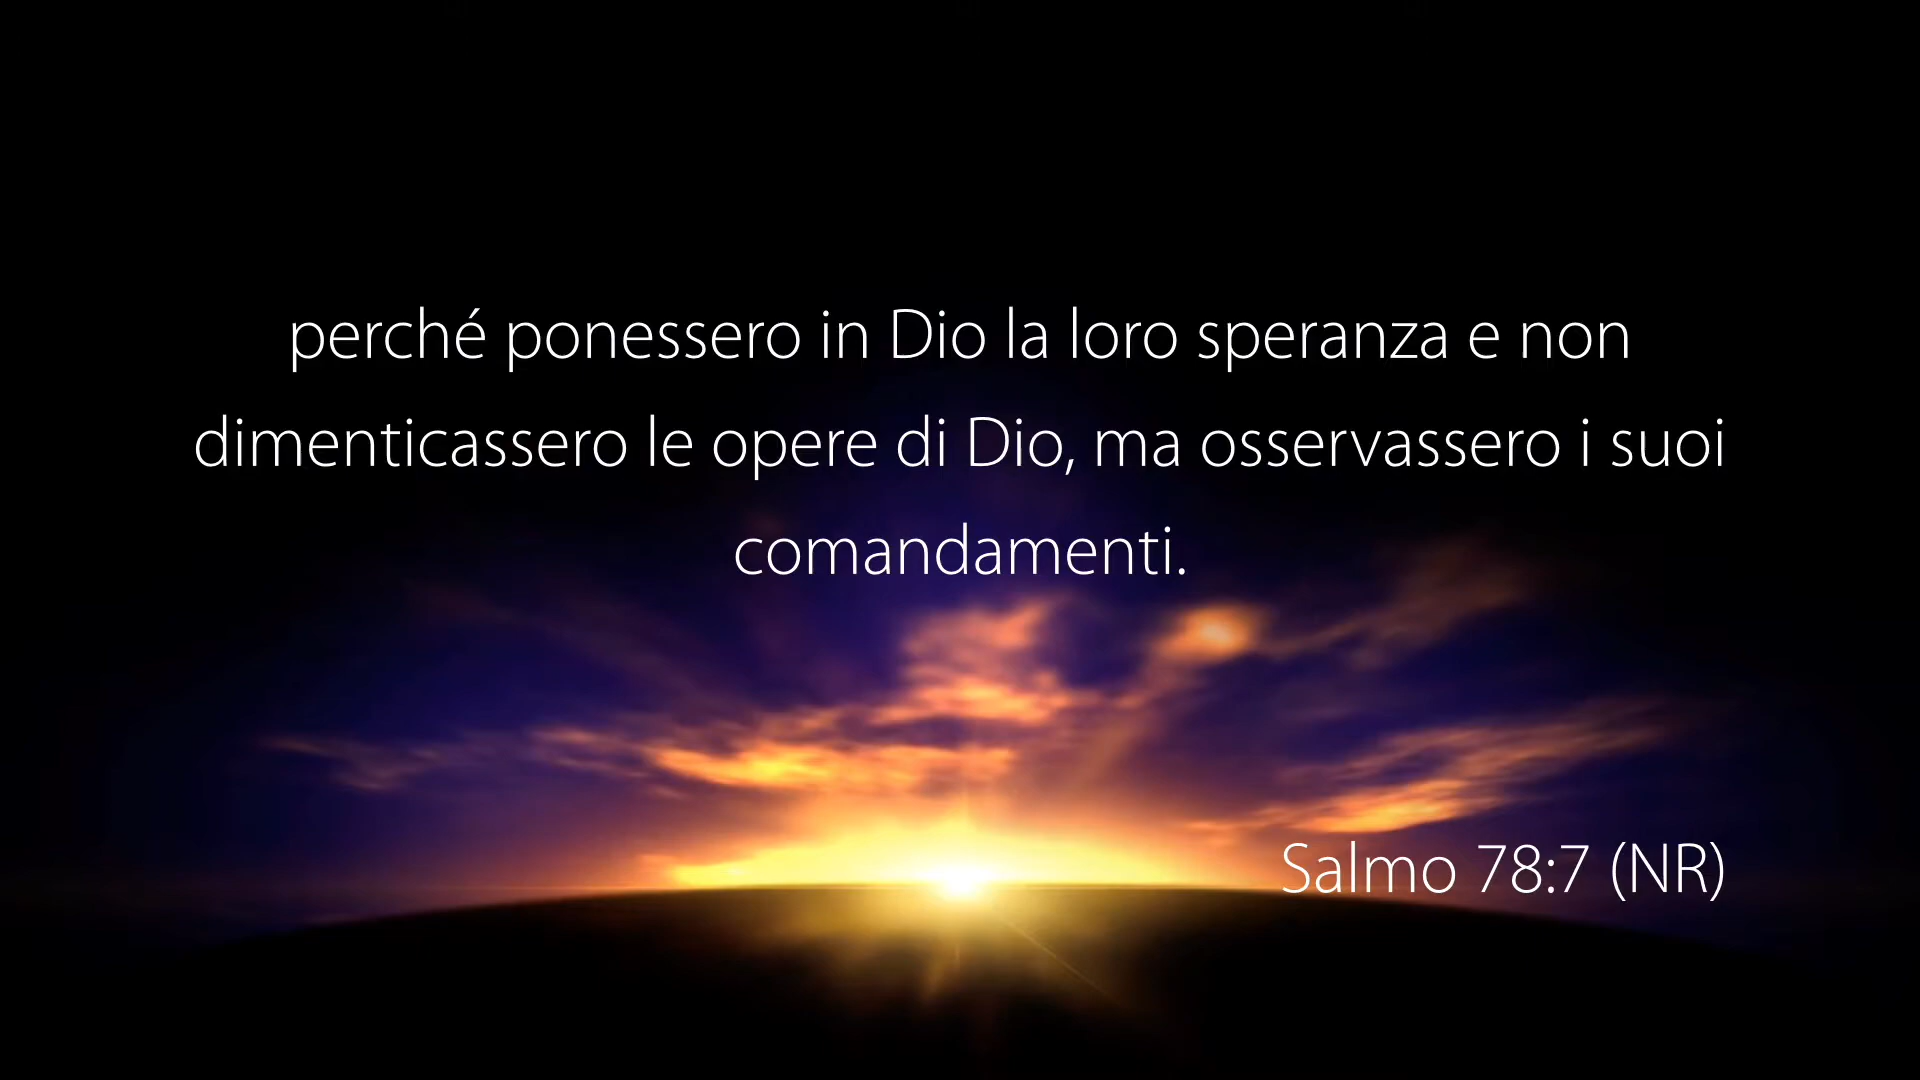 perché ponessero in Dio la loro speranza e non
dimenticassero le opere di Dio, ma osservassero i suoi
comandamenti.
Salmo 78:7 (NR)